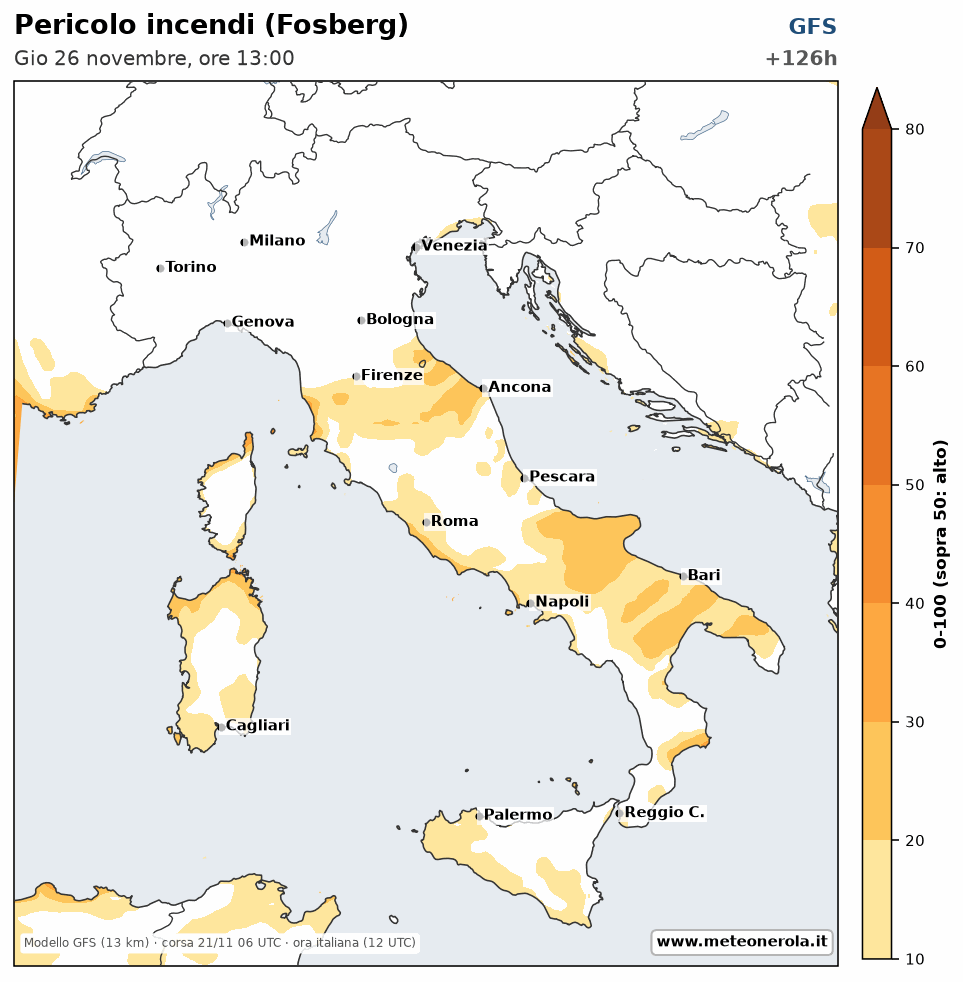 Pericolo incendi (Fosberg)
GFS
Gio 26 novembre, ore 13:00
+126h
Milano
Venezia
Torino
Genova
Bologna
Firenze
Ancona
Pescara
Roma
Bari
Napoli
Cagliari
Palermo
Reggio C.
80
70
60
50
40
30
20
10
0-100 (sopra 50: alto)
Modello GFS (13 km) · corsa 21/11 06 UTC · ora italiana (12 UTC)
www.meteonerola.it